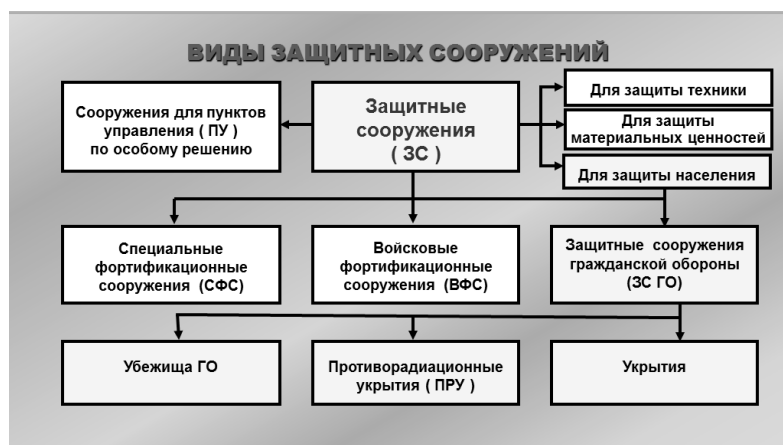 ВИДЫ ЗАЩИТНЫХ СООРУЖЕНИЙ
Сооружения для пунктов
управления ( ПУ )
по особому решению
Защитные
сооружения
( ЗС )
Для защиты техники
Для защиты
материальных ценностей
Для защиты населения
Специальные
фортификационные
сооружения (СФС)
Войсковые
фортификационные
сооружения (ВФС)
Защитные сооружения
гражданской обороны
(ЗС ГО)
Убежища ГО
Противорадиационные
укрытия ( ПРУ )
Укрытия